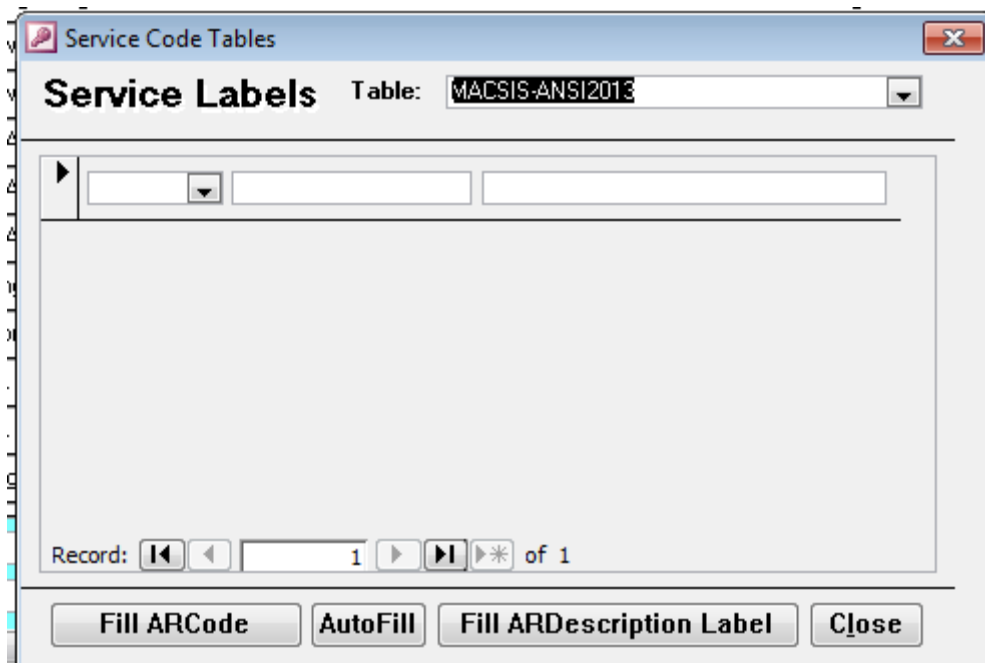 Service Code Tables
Service Labels Table: MACSIS-ANSI2013
Record: 1 of 1
Fill ARCode AutoFill Fill ARDescription Label Close